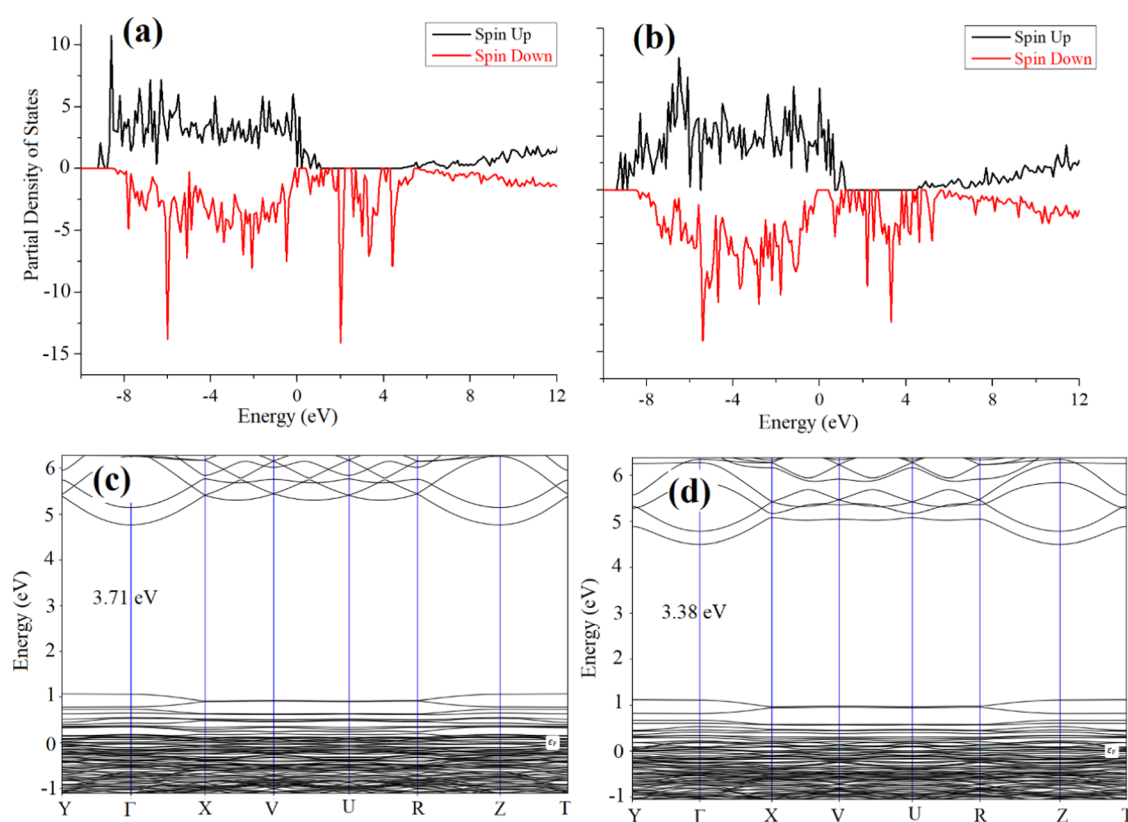 (a)
Spin Up
Spin Down
Partial Density of States
10
5
0
-5
-10
-15
-8 -4 0 4 8 12
Energy (eV)
(b)
Spin Up
Spin Down
-8 -4 0 4 8 12
Energy (eV)
(c)
Energy (eV)
6
5
4
3
2
1
0
-1
3.71 eV
εF
Y Γ X V U R Z T
(d)
Energy (eV)
6
5
4
3
2
1
0
-1
3.38 eV
εF
Y Γ X V U R Z T